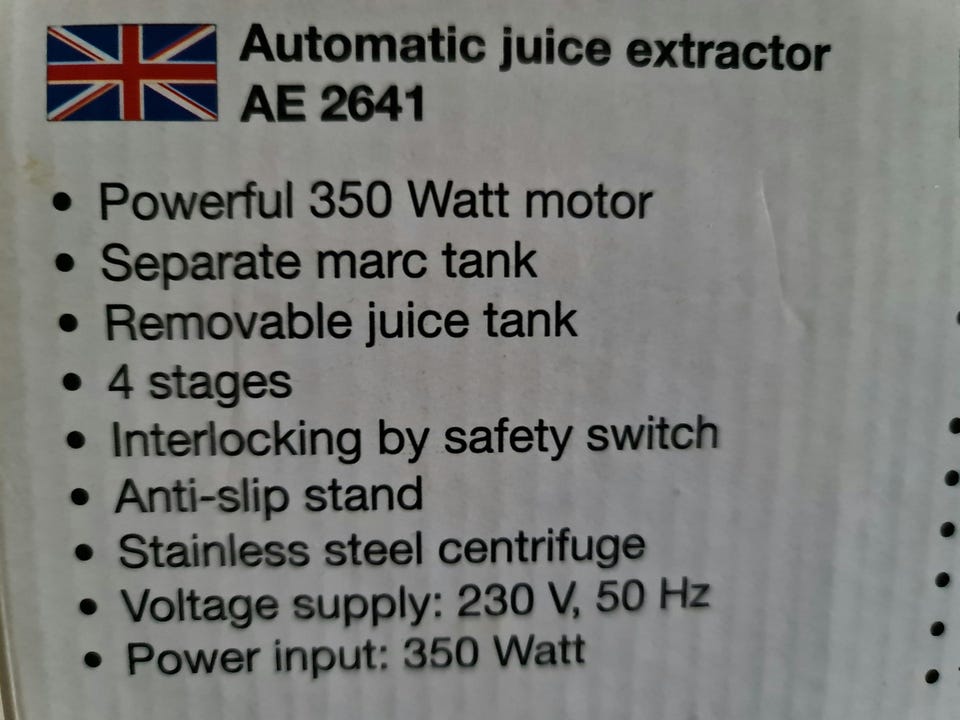 Automatic juice extractor
AE 2641
• Powerful 350 Watt motor
• Separate marc tank
• Removable juice tank
• 4 stages
• Interlocking by safety switch
• Anti-slip stand
• Stainless steel centrifuge
• Voltage supply: 230 V, 50 Hz
• Power input: 350 Watt